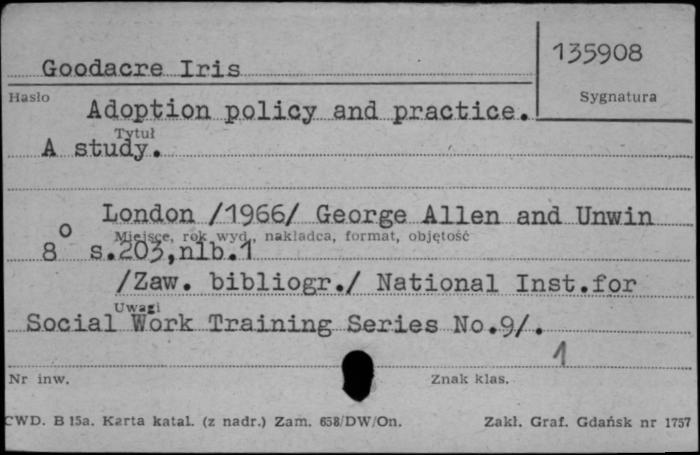 135908
Goodacre Iris
Hasło
Sygnatura
Adoption policy and practice.
Tytuł
A study.
London /1966/ George Allen and Unwin
Miejsce, rok wyd., nakładca, format, objętość
8° s.203,nlb.1
/Zaw. bibliogr./ National Inst.for
Uwagi
Social Work Training Series No.9/.
1
Nr inw.
Znak klas.
CWD. B 15a. Karta katal. (z nadr.) Zam. 658/DW/On.
Zakł. Graf. Gdańsk nr 1757